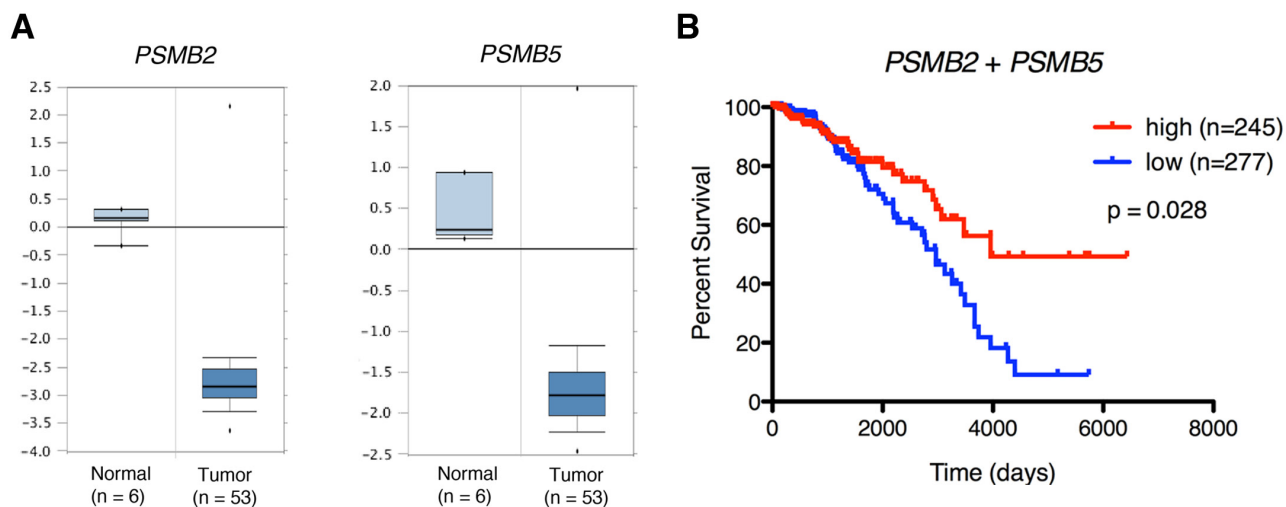 A
PSMB2
2.5
2.0
1.5
1.0
0.5
0.0
−0.5
−1.0
−1.5
−2.0
−2.5
−3.0
−3.5
−4.0
Normal
(n = 6)
Tumor
(n = 53)
PSMB5
2.0
1.5
1.0
0.5
0.0
−0.5
−1.0
−1.5
−2.0
−2.5
Normal
(n = 6)
Tumor
(n = 53)
B
PSMB2 + PSMB5
Percent Survival
100
80
60
40
20
0
0 2000 4000 6000 8000
Time (days)
high (n=245)
low (n=277)
p = 0.028